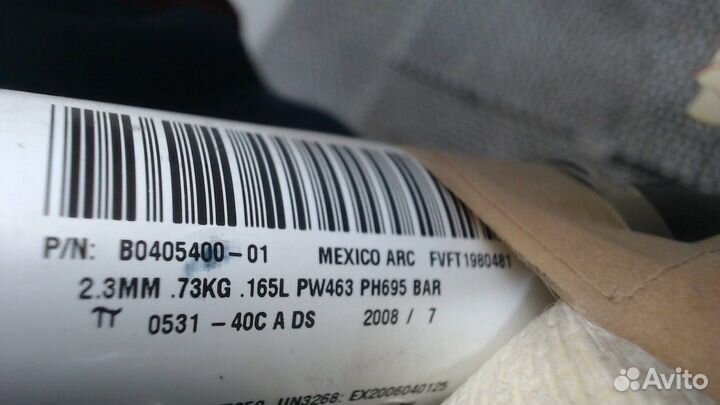 P/N: B0405400-01 MEXICO ARC FVFT1980481
2.3MM .73KG .165L PW463 PH695 BAR
π 0531 -40C A DS 2008 / 7
UN3268: EX2006040125
Avito